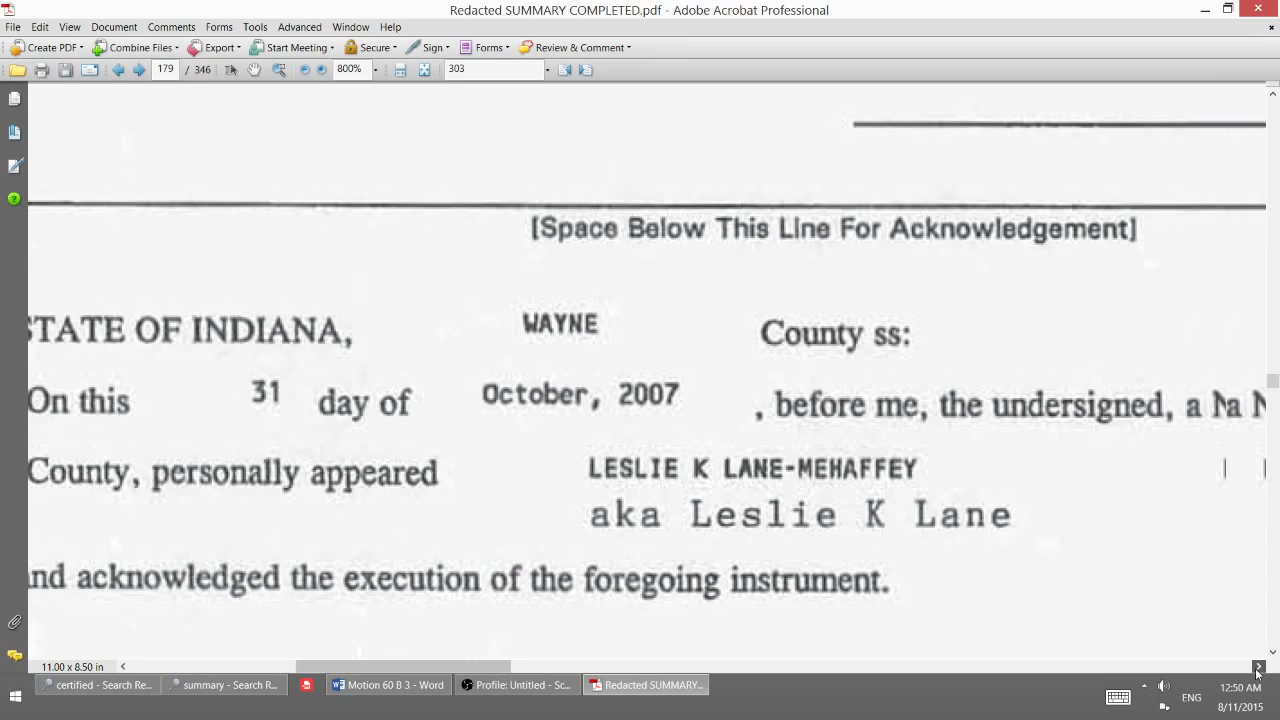 Redacted SUMMARY COMPLETED.pdf - Adobe Acrobat Professional
File Edit View Document Comments Forms Tools Advanced Window Help
Create PDF Combine Files Export Start Meeting Secure Sign Forms Review & Comment
179 / 346 800% 303
[Space Below This Line For Acknowledgement]
STATE OF INDIANA, WAYNE County ss:
On this 31 day of October, 2007 , before me, the undersigned, a Na N
County, personally appeared LESLIE K LANE-MEHAFFEY
aka Leslie K Lane
and acknowledged the execution of the foregoing instrument.
11.00 x 8.50 in
certified - Search Re... summary - Search R... Motion 60 B 3 - Word Profile: Untitled - Sc... Redacted SUMMARY...
ENG
12:50 AM
8/11/2015